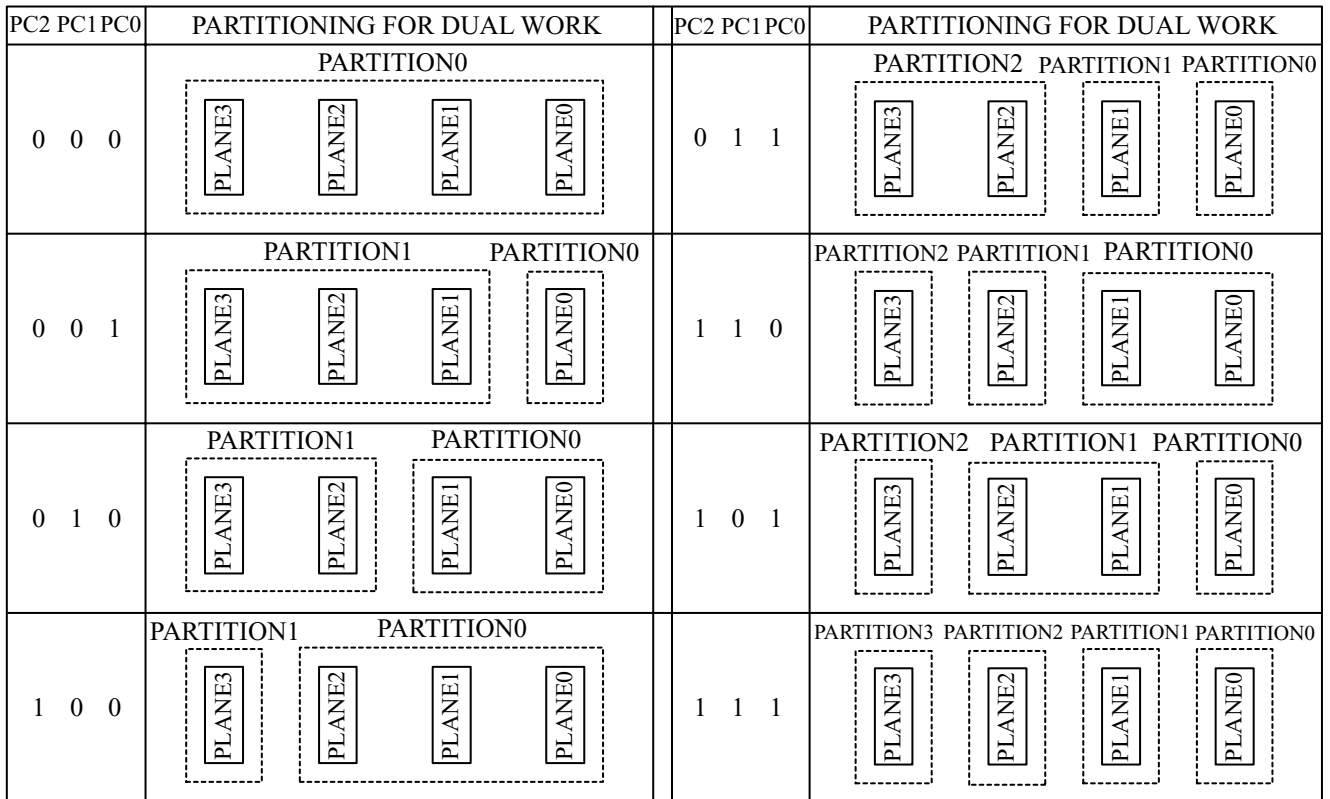 PC2 PC1PC0 PARTITIONING FOR DUAL WORK PC2 PC1PC0 PARTITIONING FOR DUAL WORK
PARTITION0
0 0 0
PLANE3 PLANE2 PLANE1 PLANE0
PARTITION2 PARTITION1 PARTITION0
0 1 1
PLANE3 PLANE2 PLANE1 PLANE0
PARTITION1 PARTITION0
0 0 1
PLANE3 PLANE2 PLANE1 PLANE0
PARTITION2 PARTITION1 PARTITION0
1 1 0
PLANE3 PLANE2 PLANE1 PLANE0
PARTITION1 PARTITION0
0 1 0
PLANE3 PLANE2 PLANE1 PLANE0
PARTITION2 PARTITION1 PARTITION0
1 0 1
PLANE3 PLANE2 PLANE1 PLANE0
PARTITION1 PARTITION0
1 0 0
PLANE3 PLANE2 PLANE1 PLANE0
PARTITION3 PARTITION2 PARTITION1 PARTITION0
1 1 1
PLANE3 PLANE2 PLANE1 PLANE0